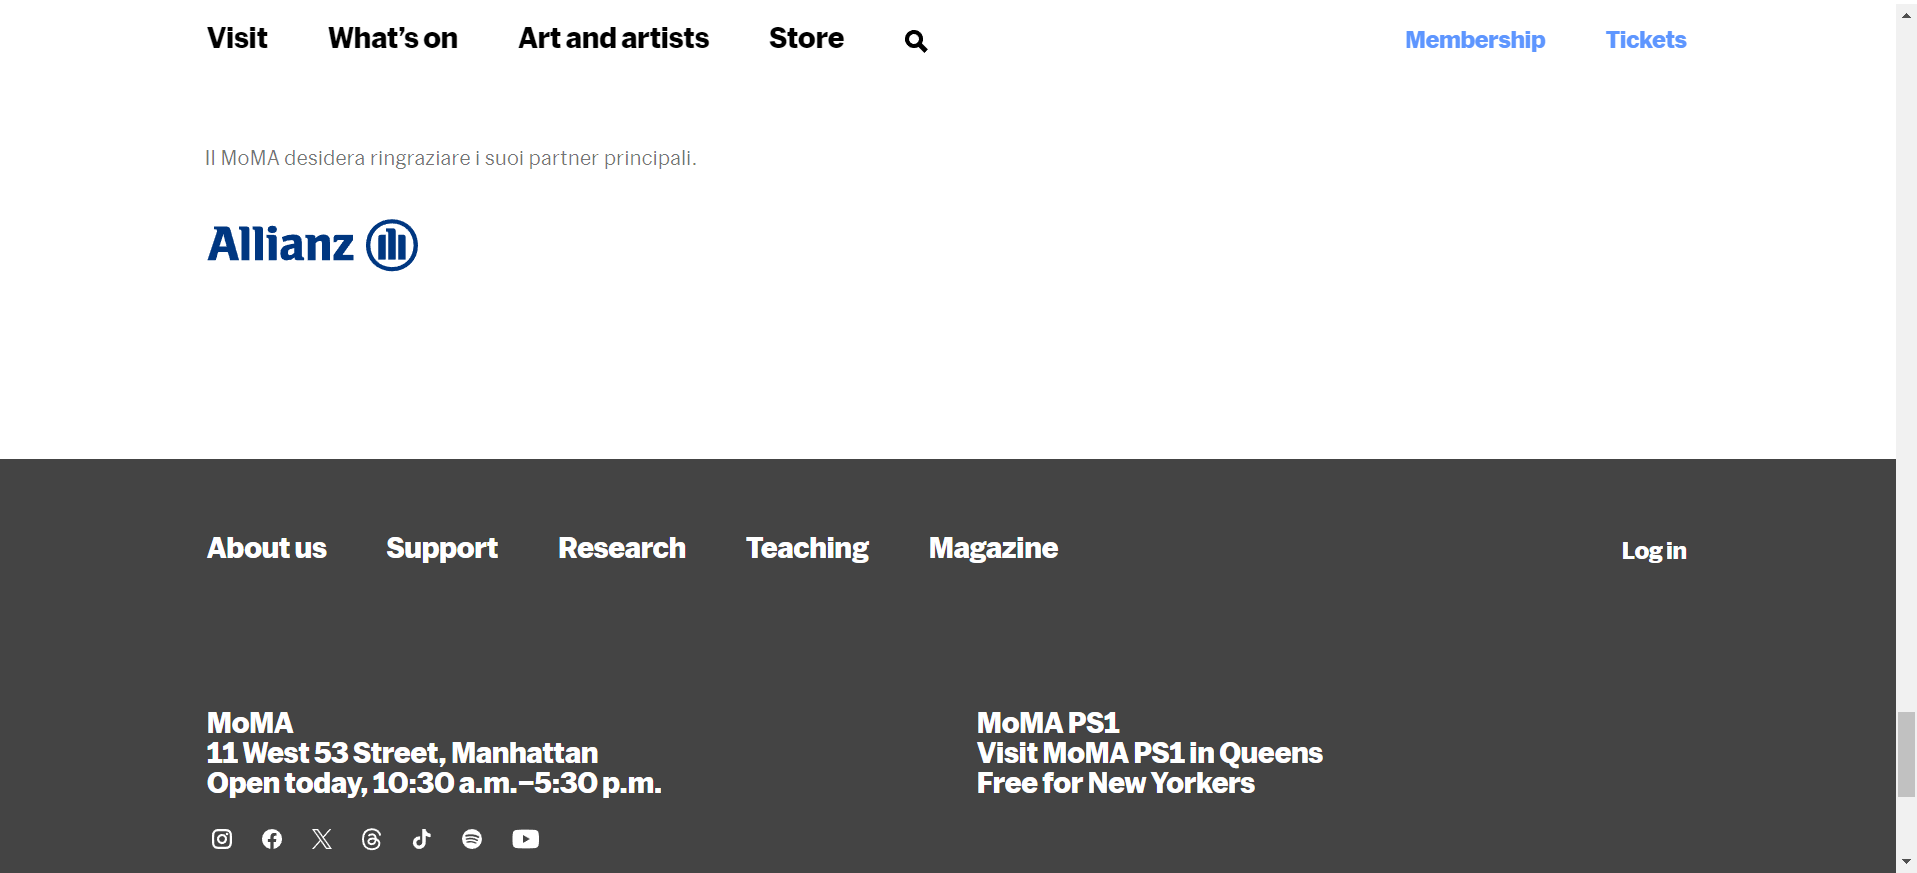 Visit What's on Art and artists Store Membership Tickets
Il MoMA desidera ringraziare i suoi partner principali.
Allianz
About us Support Research Teaching Magazine Log in
MoMA
11 West 53 Street, Manhattan
Open today, 10:30 a.m.–5:30 p.m.
MoMA PS1
Visit MoMA PS1 in Queens
Free for New Yorkers